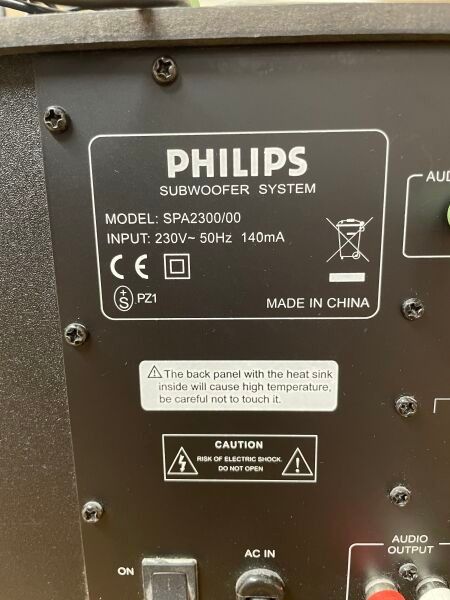 PHILIPS
SUBWOOFER SYSTEM
MODEL: SPA2300/00
INPUT: 230V~ 50Hz 140mA
CE
S PZ1
MADE IN CHINA
AUD
The back panel with the heat sink
inside will cause high temperature,
be careful not to touch it.
CAUTION
RISK OF ELECTRIC SHOCK.
DO NOT OPEN
ON
AC IN
AUDIO
OUTPUT